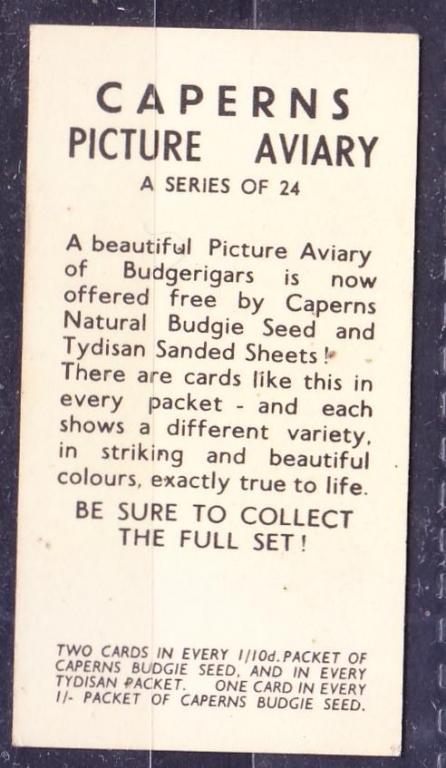 CAPERNS
PICTURE AVIARY
A SERIES OF 24
A beautiful Picture Aviary
of Budgerigars is now
offered free by Caperns
Natural Budgie Seed and
Tydisan Sanded Sheets!
There are cards like this in
every packet - and each
shows a different variety,
in striking and beautiful
colours, exactly true to life.
BE SURE TO COLLECT
THE FULL SET!
TWO CARDS IN EVERY 1/10d. PACKET OF
CAPERNS BUDGIE SEED, AND IN EVERY
TYDISAN PACKET. ONE CARD IN EVERY
1/- PACKET OF CAPERNS BUDGIE SEED.